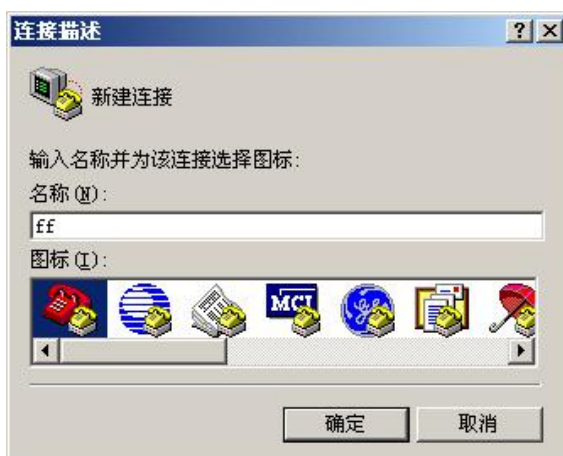 连接描述
新建连接
输入名称并为该连接选择图标:
名称(N):
ff
图标(I):
MCI
确定
取消